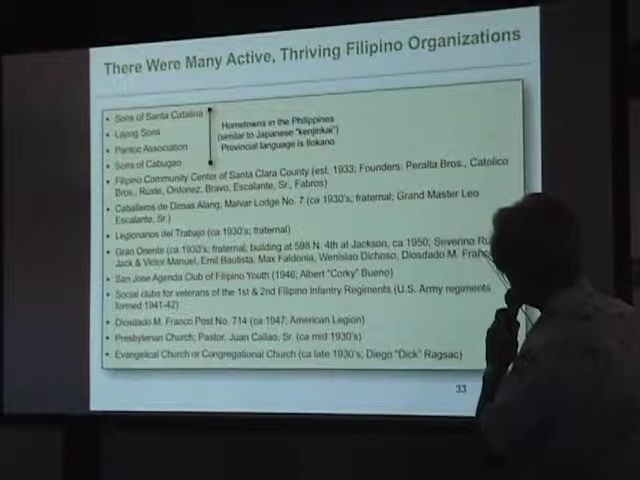 There Were Many Active, Thriving Filipino Organizations
• Sons of Santa Catalina
• Lapog Sons
• Pantoc Association
• Sons of Cabugao
Hometowns in the Philippines
(similar to Japanese "kenjinkai")
Provincial language is Ilokano
• Filipino Community Center of Santa Clara County (est. 1933; Founders: Peralta Bros., Catolico
Bros., Ruste, Ordonez, Bravo, Escalante, Sr., Fabros)
• Caballeros de Dimas Alang, Malvar Lodge No. 7 (ca 1930's; fraternal; Grand Master Leo
Escalante, Sr.)
• Legionarios del Trabajo (ca 1930's; fraternal)
• Gran Oriente (ca 1930's; fraternal; building at 598 N. 4th at Jackson, ca 1950; Severino
Jack & Victor Manuel, Emil Bautista, Max Faldonia, Wenislao Dichoso, Diosdado M.
• San Jose Agenda Club of Filipino Youth (1946; Albert "Corky" Bueno)
• Social clubs for veterans of the 1st & 2nd Filipino Infantry Regiments (U.S. Army regiments
formed 1941-42)
• Diosdado M. Franco Post No. 714 (ca 1947; American Legion)
• Presbyterian Church; Pastor, Juan Callao, Sr. (ca mid 1930's)
• Evangelical Church or Congregational Church (ca late 1930's; Diego "Dick" Ragsac)
33